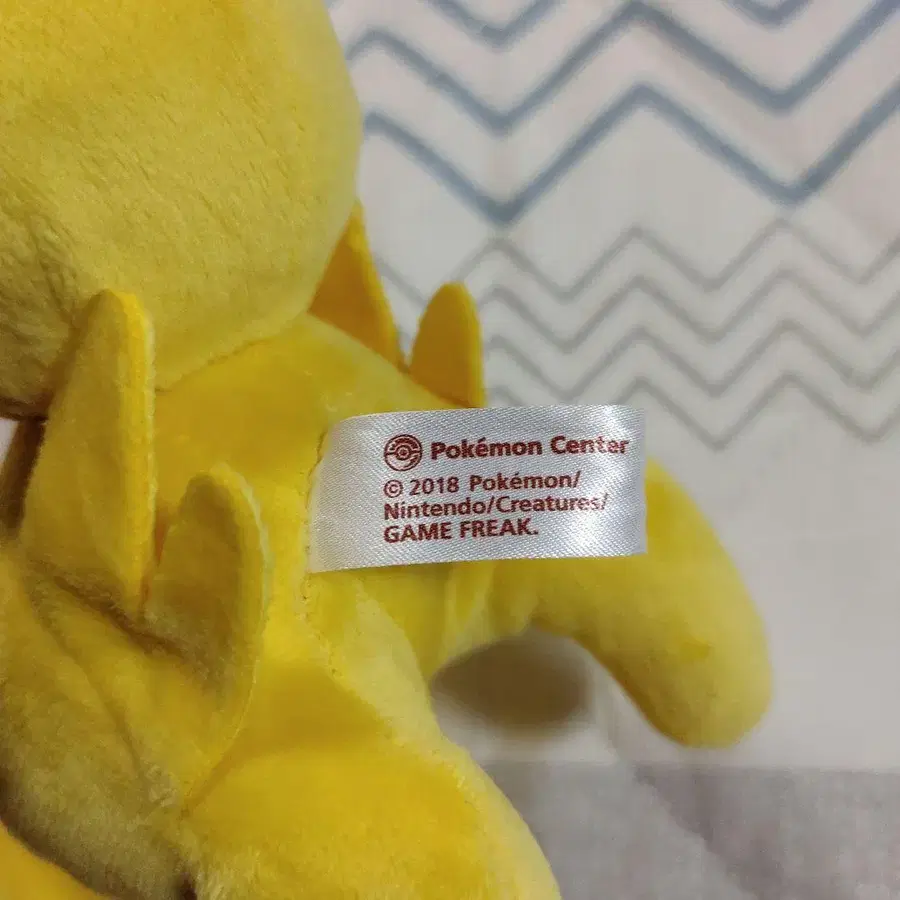 Pokémon Center
© 2018 Pokémon/
Nintendo/Creatures/
GAME FREAK.